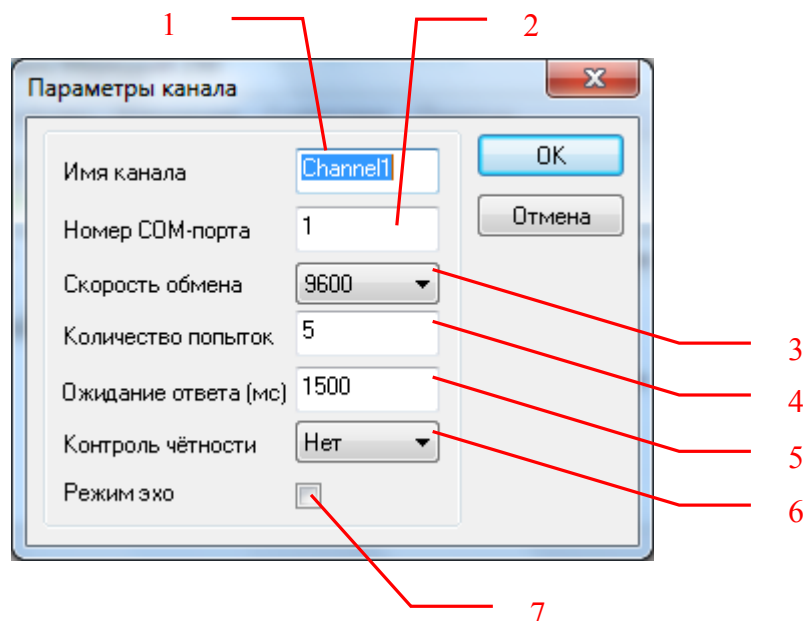 1
2
Параметры канала
Имя канала
Channel1
OK
Номер COM-порта
1
Отмена
Скорость обмена
9600
Количество попыток
5
3
Ожидание ответа (мс)
1500
4
Контроль чётности
Нет
5
Режим эхо
6
7